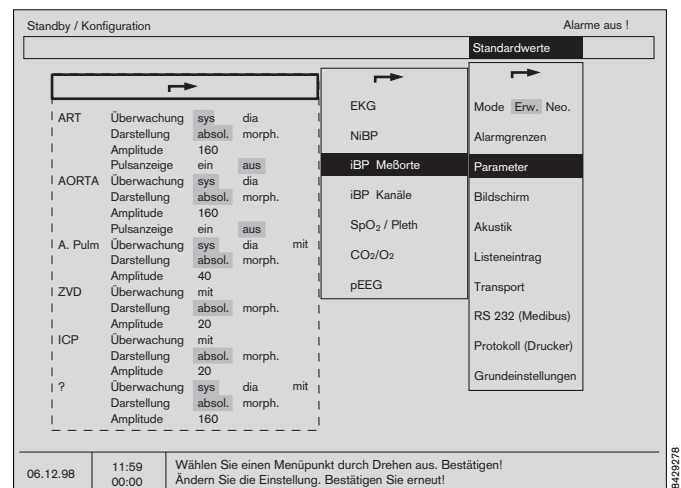 Standby / Konfiguration
Alarme aus !
Standardwerte
ART Überwachung sys dia
Darstellung absol. morph.
Amplitude 160
Pulsanzeige ein aus
AORTA Überwachung sys dia
Darstellung absol. morph.
Amplitude 160
Pulsanzeige ein aus
A. Pulm Überwachung sys dia mit
Darstellung absol. morph.
Amplitude 40
ZVD Überwachung mit
Darstellung absol. morph.
Amplitude 20
ICP Überwachung mit
Darstellung absol. morph.
Amplitude 20
? Überwachung sys dia mit
Darstellung absol. morph.
Amplitude 160
EKG
NiBP
iBP Meßorte
iBP Kanäle
SpO₂ / Pleth
CO₂/O₂
pEEG
Mode Erw. Neo.
Alarmgrenzen
Parameter
Bildschirm
Akustik
Listeneintrag
Transport
RS 232 (Medibus)
Protokoll (Drucker)
Grundeinstellungen
06.12.98
11:59
00:00
Wählen Sie einen Menüpunkt durch Drehen aus. Bestätigen!
Ändern Sie die Einstellung. Bestätigen Sie erneut!
B429278